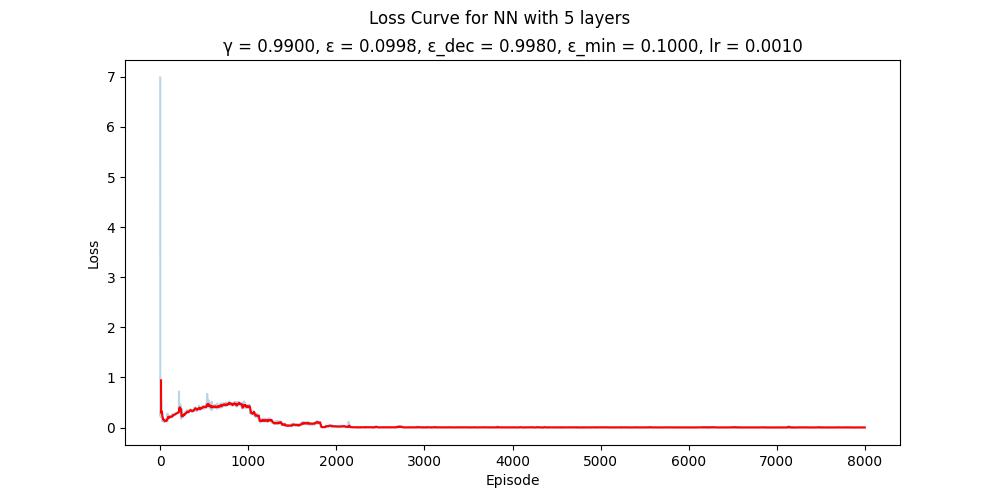 Loss Curve for NN with 5 layers
γ = 0.9900, ε = 0.0998, ε_dec = 0.9980, ε_min = 0.1000, lr = 0.0010
7
6
5
4
3
2
1
0
Loss
0 1000 2000 3000 4000 5000 6000 7000 8000
Episode